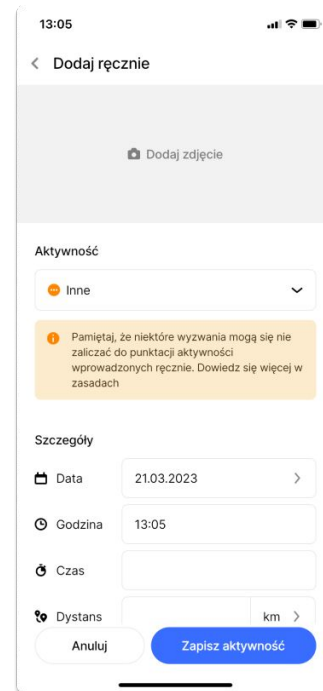 13:05
Dodaj ręcznie
Dodaj zdjęcie
Aktywność
Inne
Pamiętaj, że niektóre wyzwania mogą się nie
zaliczać do punktacji aktywności
wprowadzonych ręcznie. Dowiedz się więcej w
zasadach
Szczegóły
Data 21.03.2023
Godzina 13:05
Czas
Dystans km
Anuluj Zapisz aktywność